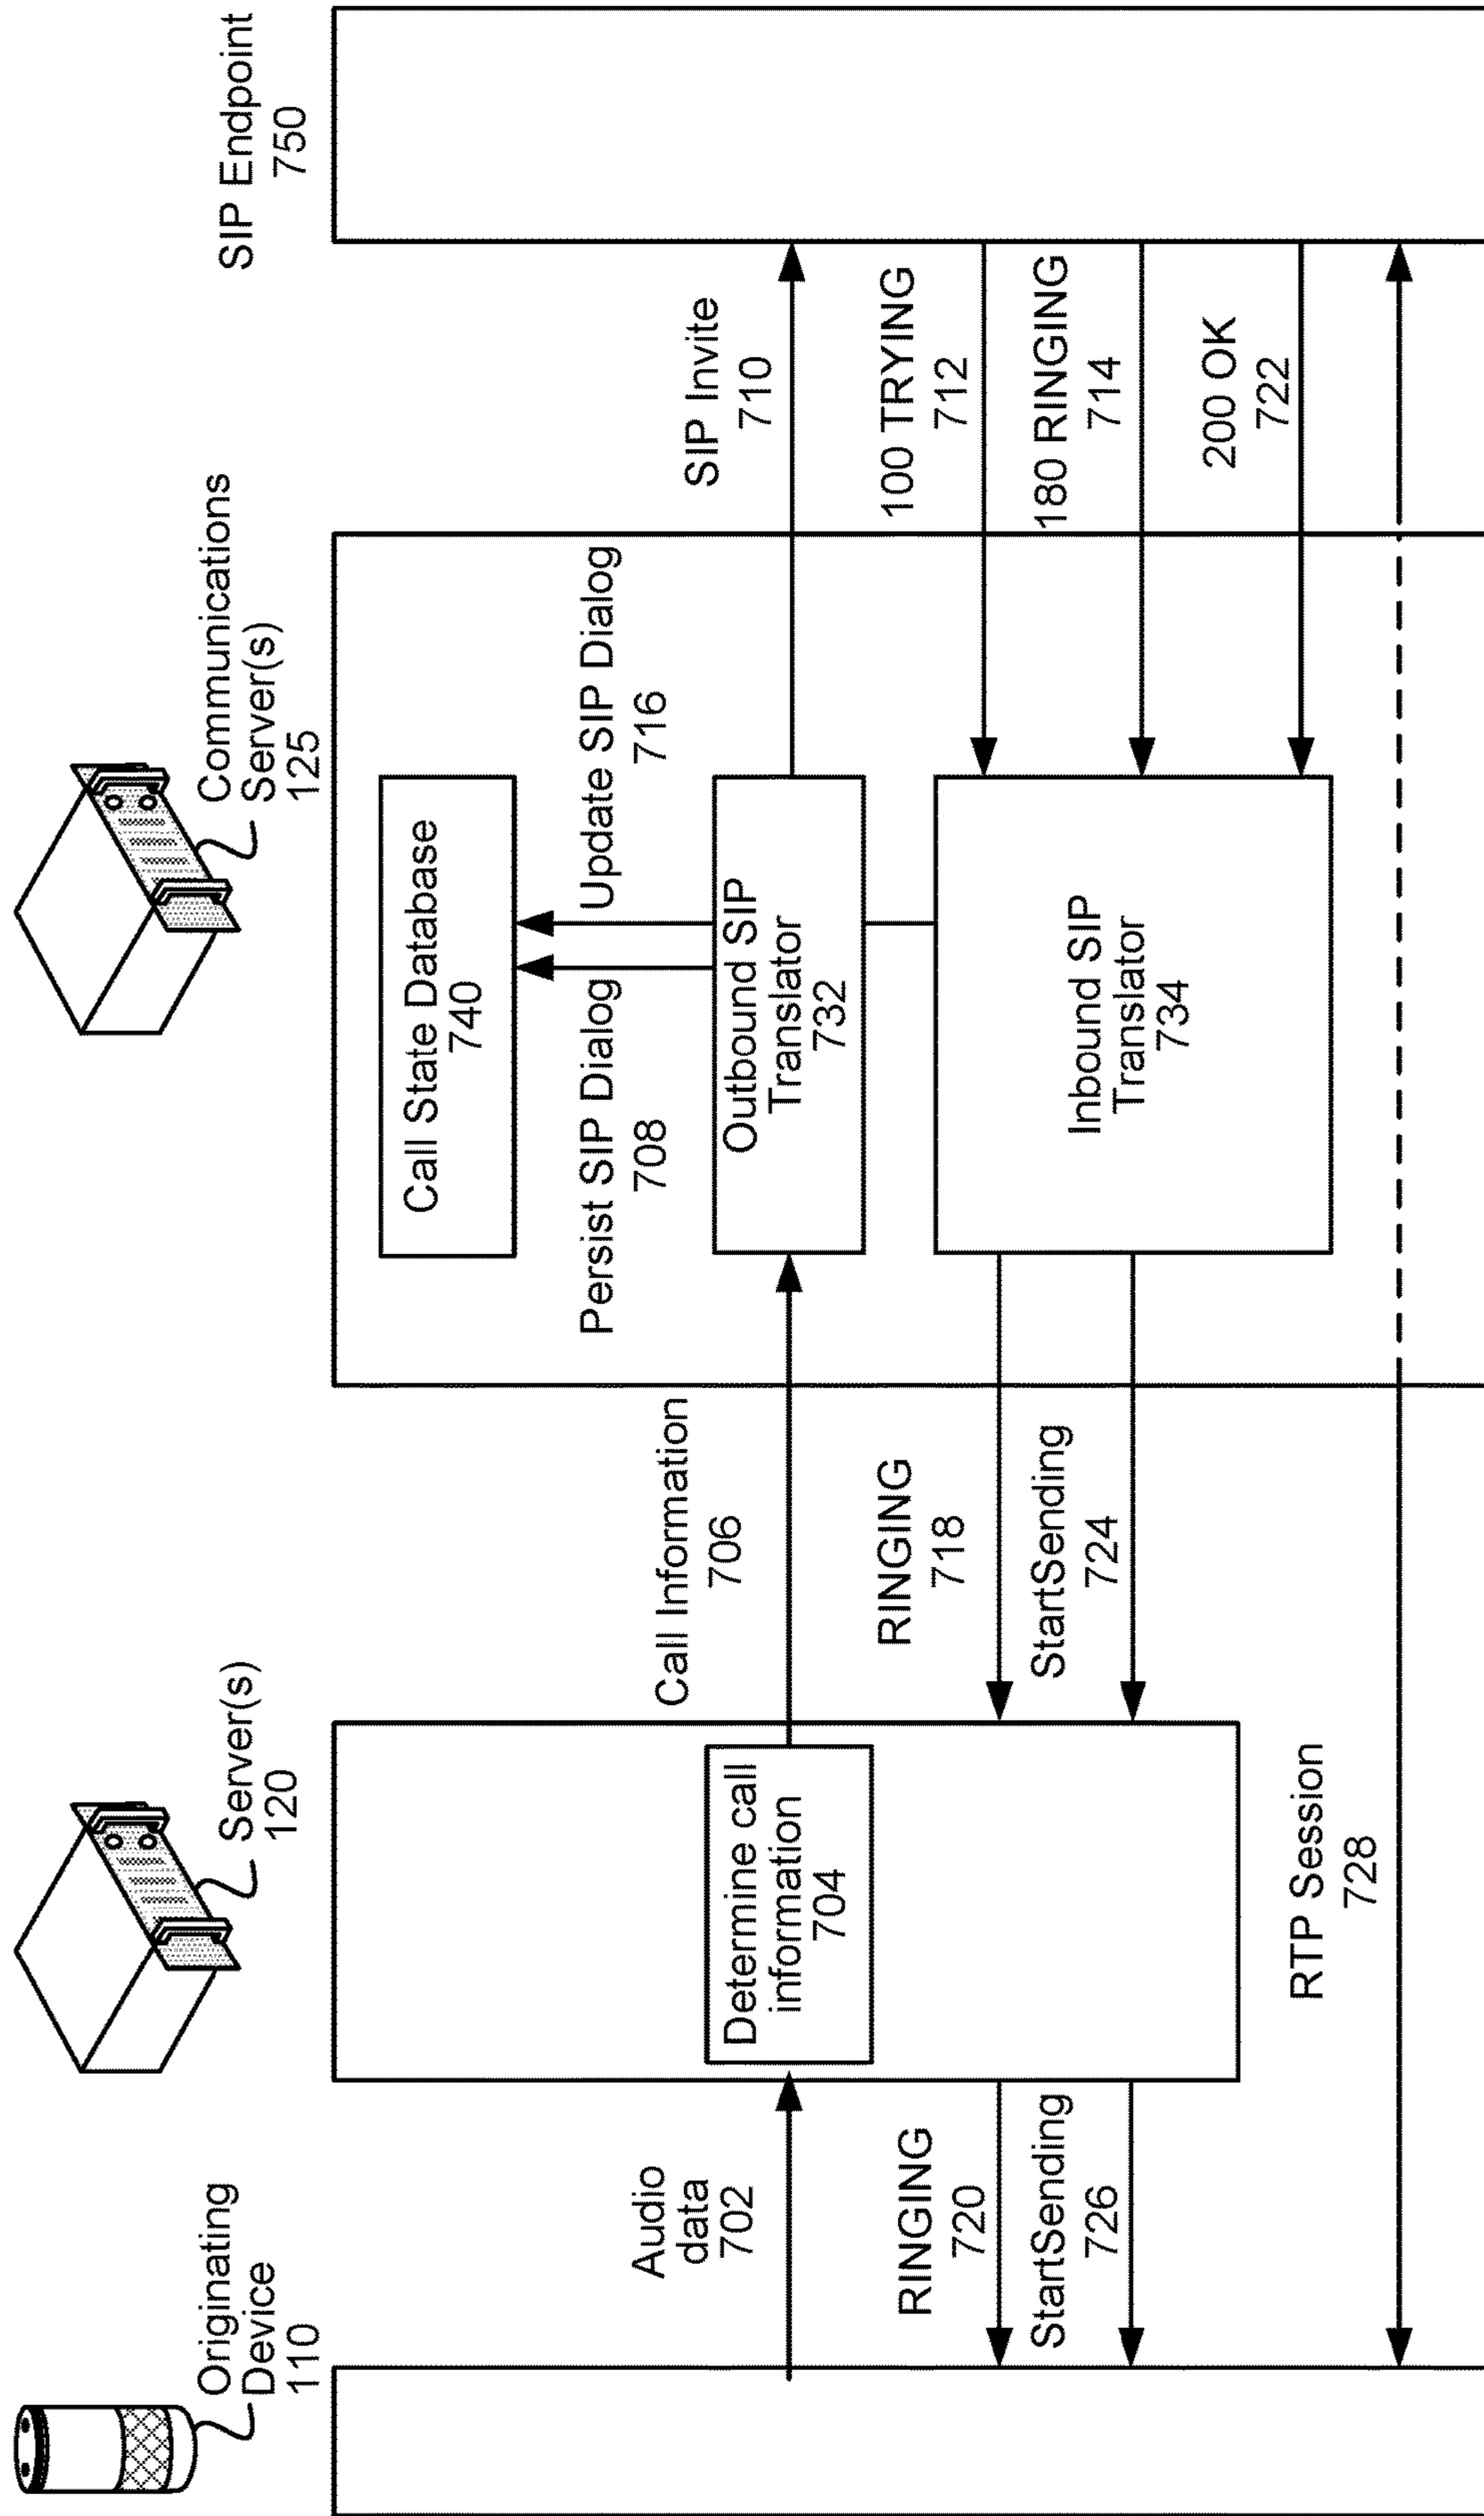 Originating
Device
110
Server(s)
120
Communications
Server(s)
125
SIP Endpoint
750
Audio
data
702
Determine call
information
704
Call Information
706
Call State Database
740
Persist SIP Dialog
708
Update SIP Dialog
716
Outbound SIP
Translator
732
SIP Invite
710
100 TRYING
712
180 RINGING
714
Inbound SIP
Translator
734
RINGING
718
RINGING
720
200 OK
722
StartSending
724
StartSending
726
RTP Session
728